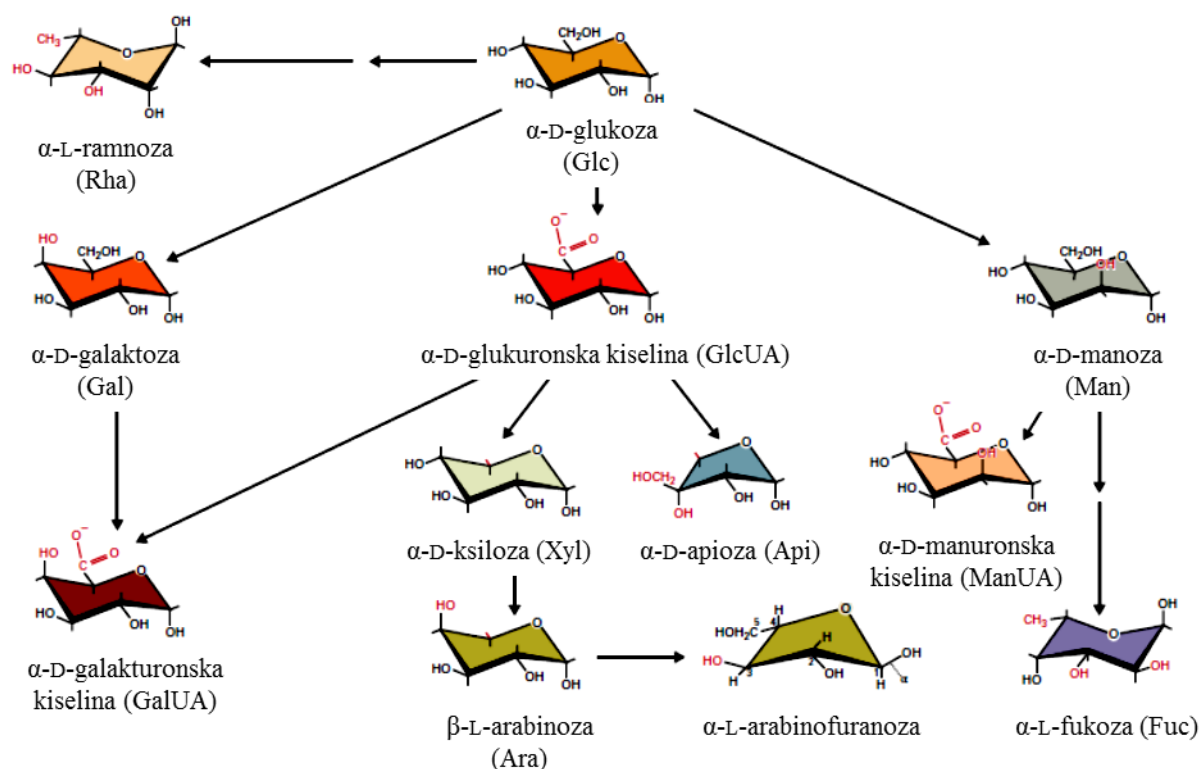 OH
CH3
O
HO
HO
OH
OH
α-L-ramnoza
(Rha)
CH2OH
HO
O
HO
OH
OH
α-D-glukoza
(Glc)
HO
CH2OH
O
HO
OH
OH
α-D-galaktoza
(Gal)
O−
O
C
HO
O
HO
OH
OH
α-D-glukuronska kiselina (GlcUA)
CH2OH
O
OH
HO
HO
OH
α-D-manoza
(Man)
O
HO
HO
OH
OH
α-D-ksiloza (Xyl)
O
HOCH2
OH
OH
OH
α-D-apioza (Api)
O−
O
C
OH
O
HO
HO
OH
α-D-manuronska
kiselina (ManUA)
O−
HO
O
C
O
HO
OH
OH
α-D-galakturonska
kiselina (GalUA)
HO
O
HO
OH
OH
β-L-arabinoza
(Ara)
H
O
5
4
HOH2C
H
OH
HO
2
3
H
OH
H
α
α-L-arabinofuranoza
OH
CH3
O
HO
OH
OH
α-L-fukoza (Fuc)